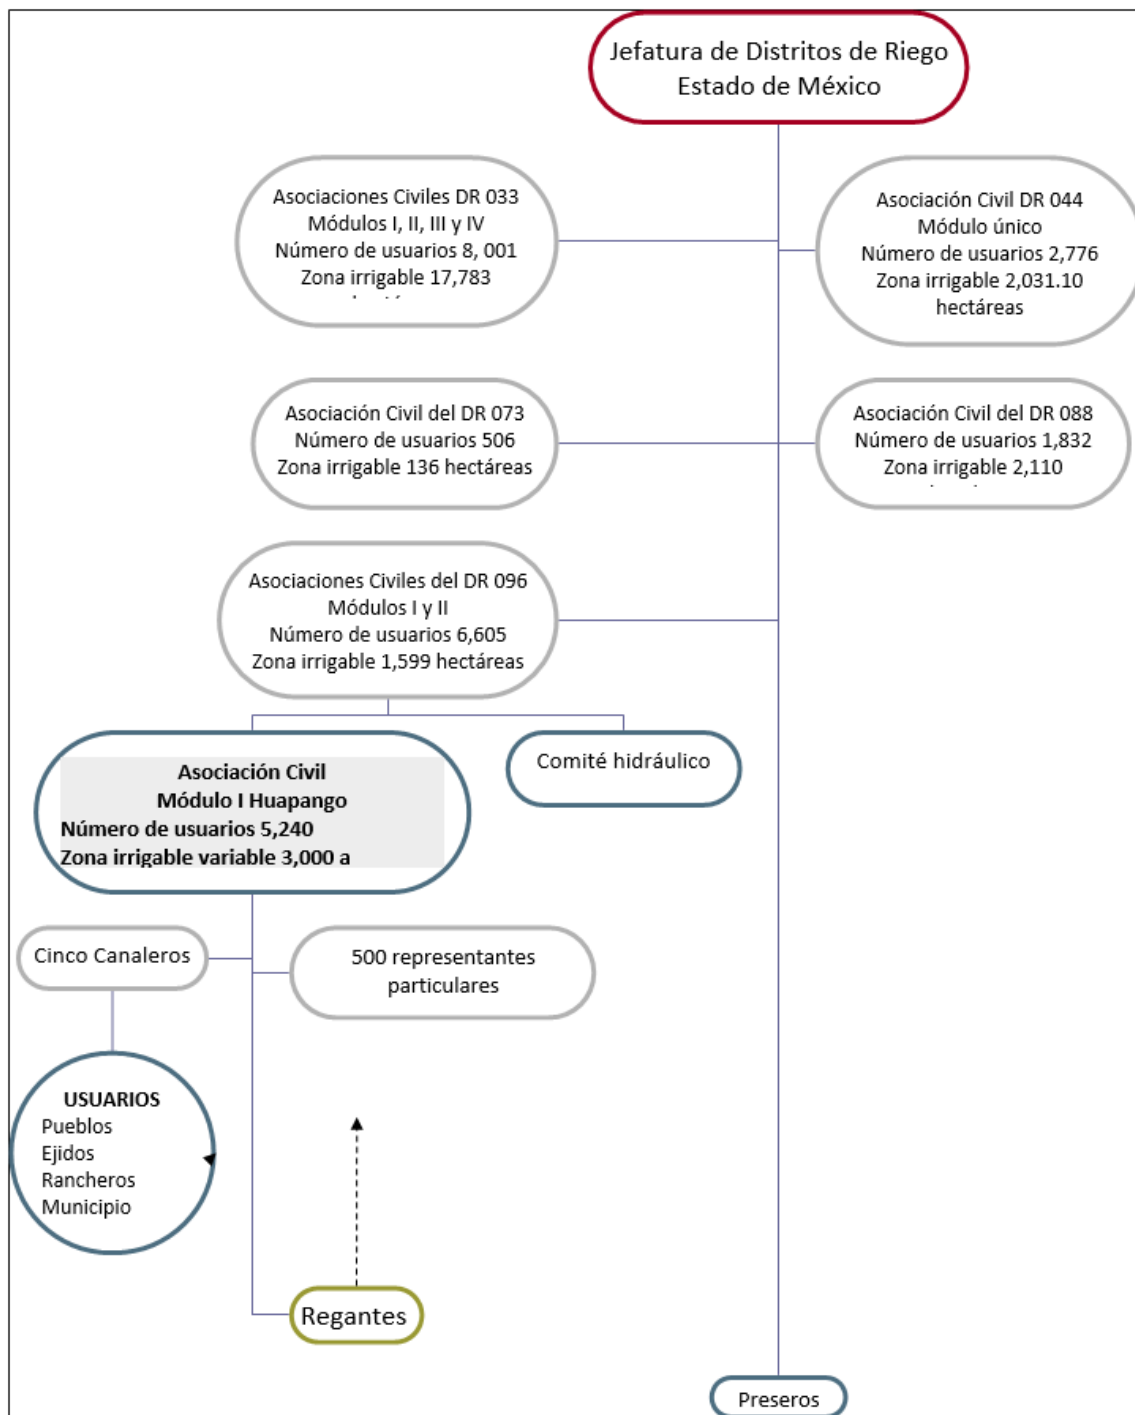 Jefatura de Distritos de Riego
Estado de México
Asociaciones Civiles DR 033
Módulos I, II, III y IV
Número de usuarios 8, 001
Zona irrigable 17,783
Asociación Civil DR 044
Módulo único
Número de usuarios 2,776
Zona irrigable 2,031.10
hectáreas
Asociación Civil del DR 073
Número de usuarios 506
Zona irrigable 136 hectáreas
Asociación Civil del DR 088
Número de usuarios 1,832
Zona irrigable 2,110
Asociaciones Civiles del DR 096
Módulos I y II
Número de usuarios 6,605
Zona irrigable 1,599 hectáreas
Asociación Civil
Módulo I Huapango
Número de usuarios 5,240
Zona irrigable variable 3,000 a
Comité hidráulico
Cinco Canaleros
500 representantes
particulares
USUARIOS
Pueblos
Ejidos
Rancheros
Municipio
Regantes
Preseros